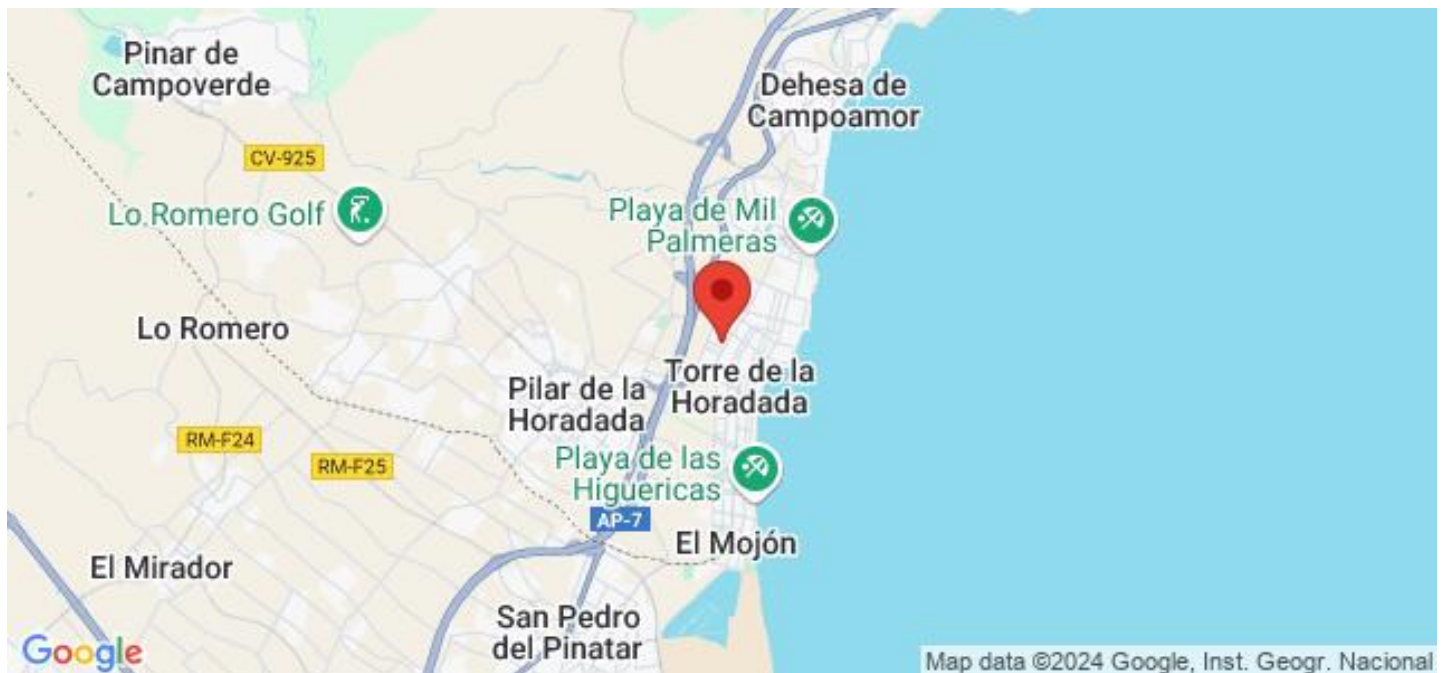 Pinar de
Campoverde
Dehesa de
Campoamor
CV-925
Lo Romero Golf
Playa de Mil
Palmeras
Lo Romero
Torre de la
Horadada
Pilar de la
Horadada
RM-F24
RM-F25
Playa de las
Higuericas
AP-7
El Mojón
El Mirador
San Pedro
del Pinatar
Google
Map data ©2024 Google, Inst. Geogr. Nacional